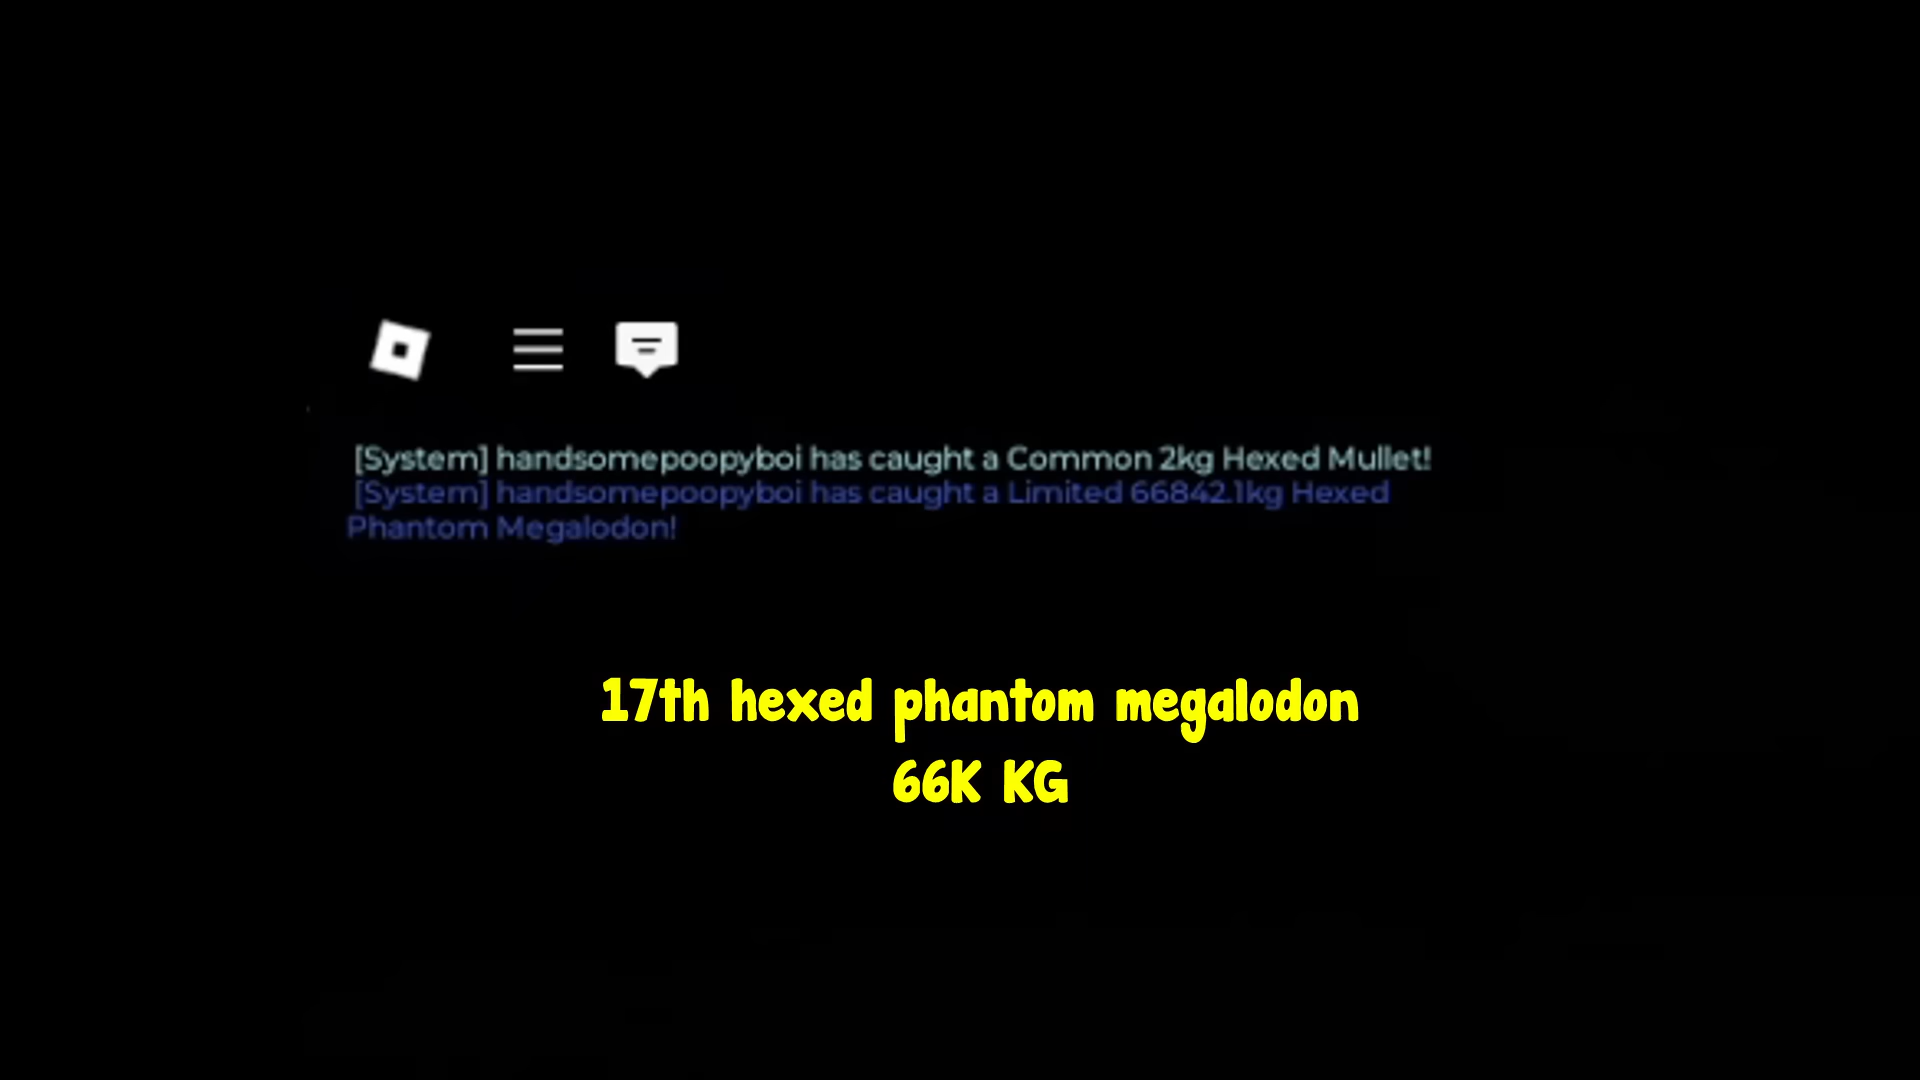 [System] handsomepoopyboi has caught a Common 2kg Hexed Mullet!
[System] handsomepoopyboi has caught a Limited 66842.1kg Hexed
Phantom Megalodon!
17th hexed phantom megalodon
66K KG